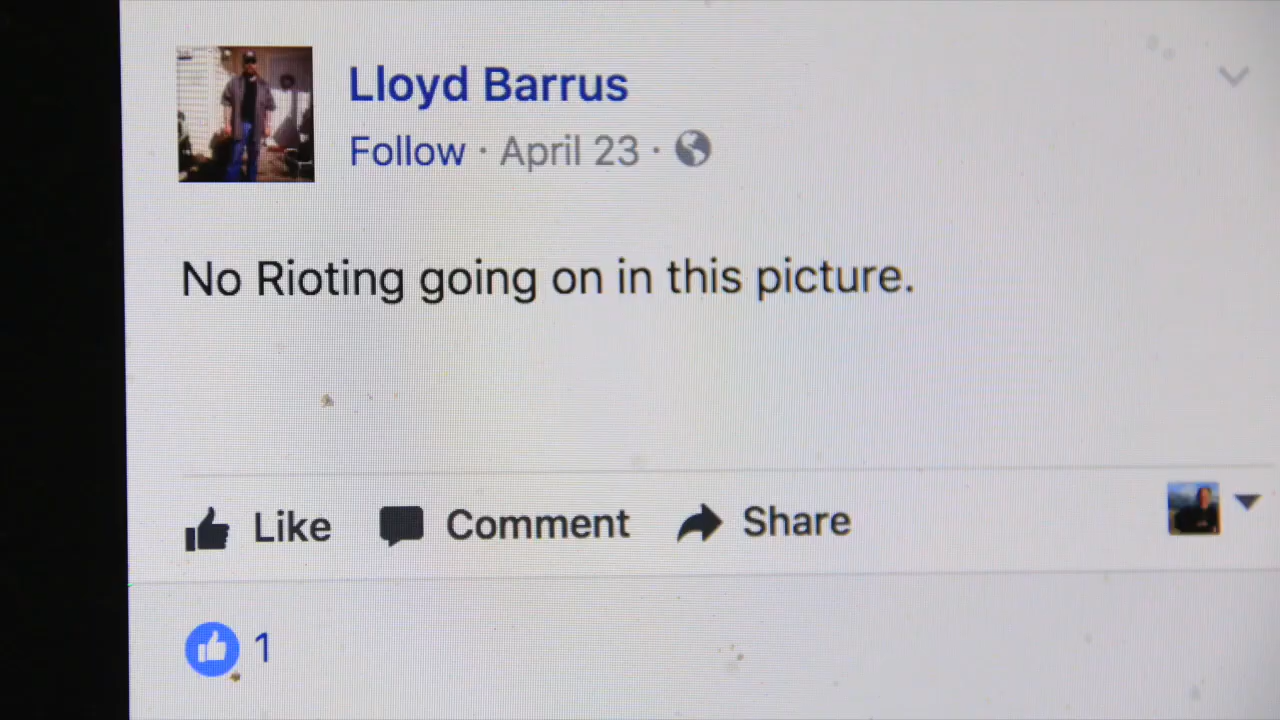 Lloyd Barrus
Follow · April 23 ·
No Rioting going on in this picture.
Like Comment Share
1